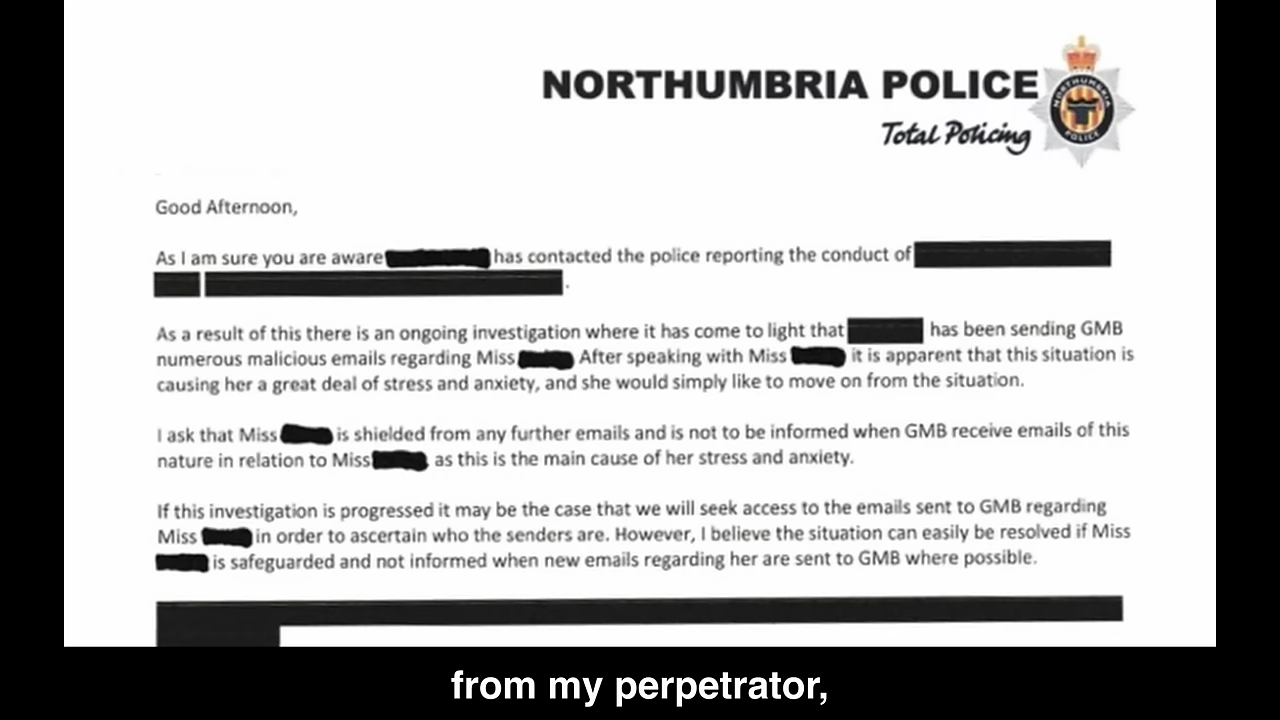 NORTHUMBRIA POLICE
Total Policing
NORTHUMBRIA
POLICE
Good Afternoon,
As I am sure you are aware has contacted the police reporting the conduct of
.
As a result of this there is an ongoing investigation where it has come to light that has been sending GMB
numerous malicious emails regarding Miss After speaking with Miss it is apparent that this situation is
causing her a great deal of stress and anxiety, and she would simply like to move on from the situation.
I ask that Miss is shielded from any further emails and is not to be informed when GMB receive emails of this
nature in relation to Miss , as this is the main cause of her stress and anxiety.
If this investigation is progressed it may be the case that we will seek access to the emails sent to GMB regarding
Miss in order to ascertain who the senders are. However, I believe the situation can easily be resolved if Miss
is safeguarded and not informed when new emails regarding her are sent to GMB where possible.
from my perpetrator,